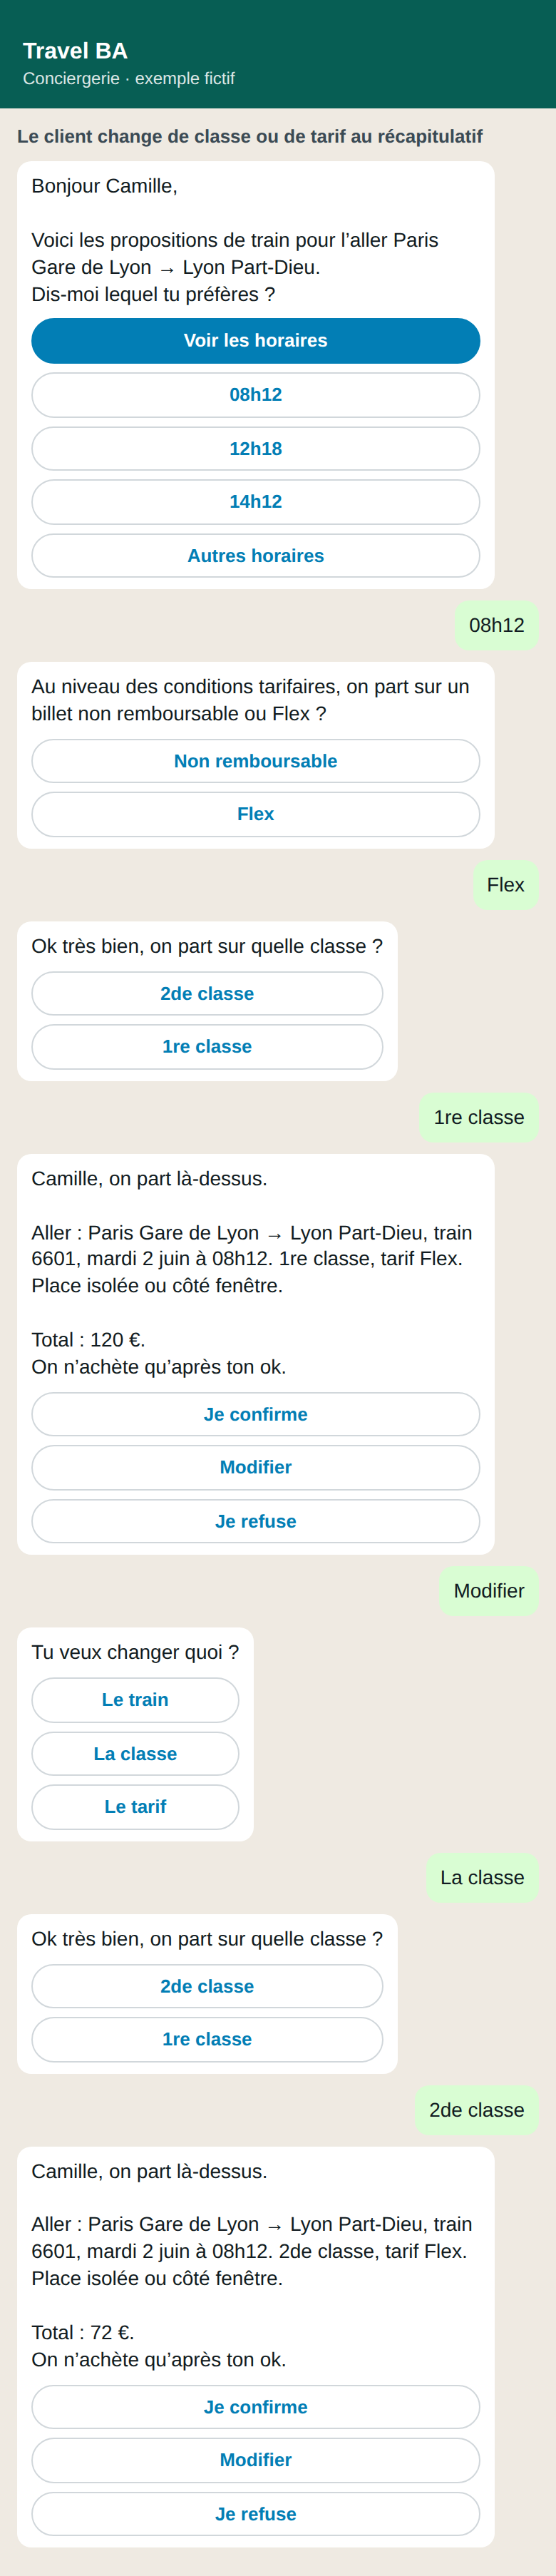 Travel BA
Conciergerie · exemple fictif
Le client change de classe ou de tarif au récapitulatif
Bonjour Camille,
Voici les propositions de train pour l’aller Paris
Gare de Lyon → Lyon Part-Dieu.
Dis-moi lequel tu préfères ?
Voir les horaires
08h12
12h18
14h12
Autres horaires
08h12
Au niveau des conditions tarifaires, on part sur un
billet non remboursable ou Flex ?
Non remboursable
Flex
Flex
Ok très bien, on part sur quelle classe ?
2de classe
1re classe
1re classe
Camille, on part là-dessus.
Aller : Paris Gare de Lyon → Lyon Part-Dieu, train
6601, mardi 2 juin à 08h12. 1re classe, tarif Flex.
Place isolée ou côté fenêtre.
Total : 120 €.
On n’achète qu’après ton ok.
Je confirme
Modifier
Je refuse
Modifier
Tu veux changer quoi ?
Le train
La classe
Le tarif
La classe
Ok très bien, on part sur quelle classe ?
2de classe
1re classe
2de classe
Camille, on part là-dessus.
Aller : Paris Gare de Lyon → Lyon Part-Dieu, train
6601, mardi 2 juin à 08h12. 2de classe, tarif Flex.
Place isolée ou côté fenêtre.
Total : 72 €.
On n’achète qu’après ton ok.
Je confirme
Modifier
Je refuse